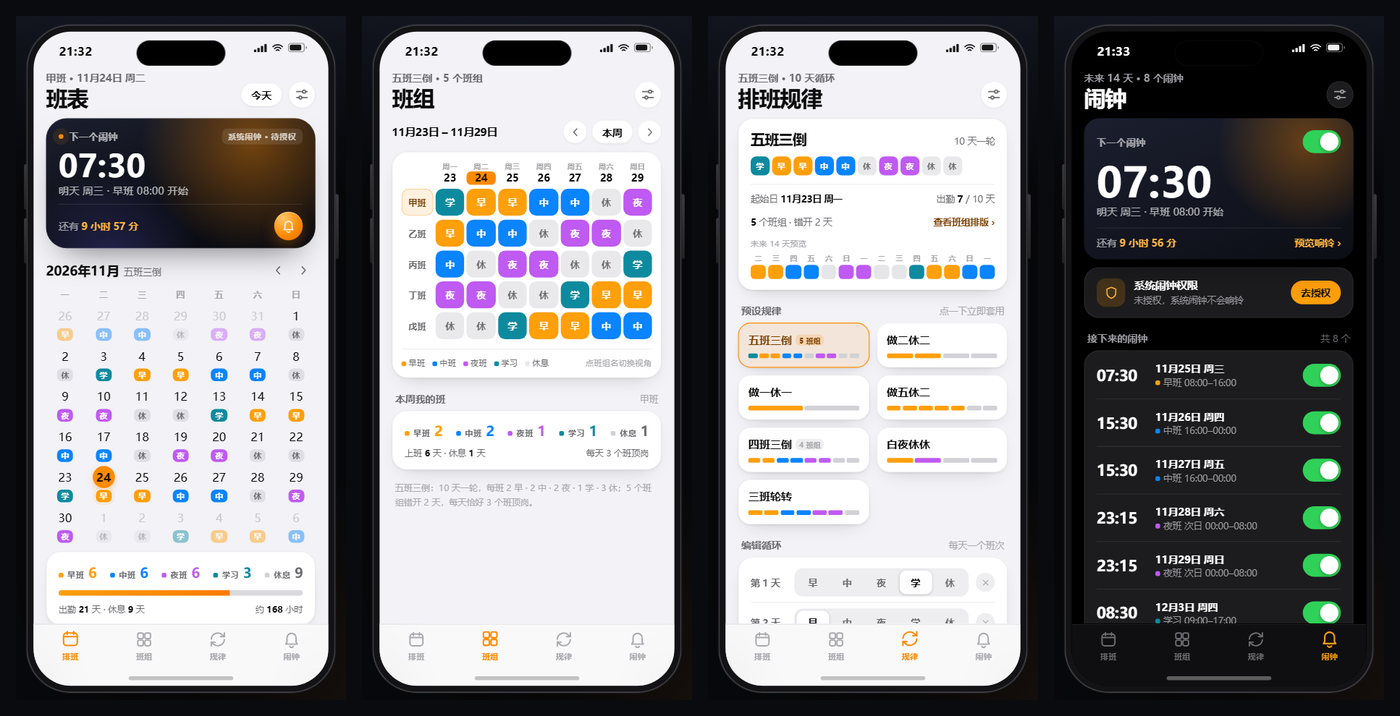 21:32
甲班 • 11月24日 周二
班表
今天
下一个闹钟
系统闹钟 • 待授权
07:30
明天 周三 · 早班 08:00 开始
还有 9 小时 57 分
2026年11月 五班三倒
一 二 三 四 五 六 日
26 27 28 29 30 31 1
早 中 中 休 夜 夜 休
2 3 4 5 6 7 8
休 学 早 早 中 中 休
9 10 11 12 13 14 15
夜 夜 休 休 学 早 早
16 17 18 19 20 21 22
中 中 休 夜 夜 休 休
23 24 25 26 27 28 29
学 早 早 中 中 休 夜
30 1 2 3 4 5 6
夜 休 休 学 早 早 中
早班 6 中班 6 夜班 6 学习 3 休息 9
出勤 21 天 · 休息 9 天 约 168 小时
排班 班组 规律 闹钟
21:32
五班三倒 • 5 个班组
班组
11月23日 – 11月29日
本周
周一 周二 周三 周四 周五 周六 周日
23 24 25 26 27 28 29
甲班 学 早 早 中 中 休 夜
乙班 早 中 中 休 夜 夜 休
丙班 中 休 夜 夜 休 休 学
丁班 夜 夜 休 休 学 早 早
戊班 休 休 学 早 早 中 中
早班 中班 夜班 学习 休息 点班组名切换视角
本周我的班 甲班
早班 2 中班 2 夜班 1 学习 1 休息 1
上班 6 天 · 休息 1 天 每天 3 个班顶岗
五班三倒：10 天一轮，每班 2 早 · 2 中 · 2 夜 · 1 学 · 3 休；5 个班
组错开 2 天，每天恰好 3 个班顶岗。
排班 班组 规律 闹钟
21:32
五班三倒 • 10 天循环
排班规律
五班三倒 10 天一轮
学 早 早 中 中 休 夜 夜 休 休
起始日 11月23日 周一 出勤 7 / 10 天
5 个班组 · 错开 2 天 查看班组排版 ›
未来 14 天预览
二 三 四 五 六 日 一 二 三 四 五 六 日 一
预设规律 点一下立即套用
五班三倒 5 班组
做二休二
做一休一
做五休二
四班三倒 4 班组
白夜休休
三班轮转
编辑循环 每天一个班次
第 1 天 早 中 夜 学 休
第 2 天 早 中 夜 学 休
排班 班组 规律 闹钟
21:33
未来 14 天 • 8 个闹钟
闹钟
下一个闹钟
07:30
明天 周三 · 早班 08:00 开始
还有 9 小时 56 分 预览响铃 ›
系统闹钟权限
未授权，系统闹钟不会响铃
去授权
接下来的闹钟 共 8 个
07:30 11月25日 周三
早班 08:00–16:00
15:30 11月26日 周四
中班 16:00–00:00
15:30 11月27日 周五
中班 16:00–00:00
23:15 11月28日 周六
夜班 次日 00:00–08:00
23:15 11月29日 周日
夜班 次日 00:00–08:00
08:30 12月3日 周四
学习 09:00–17:00
排班 班组 规律 闹钟